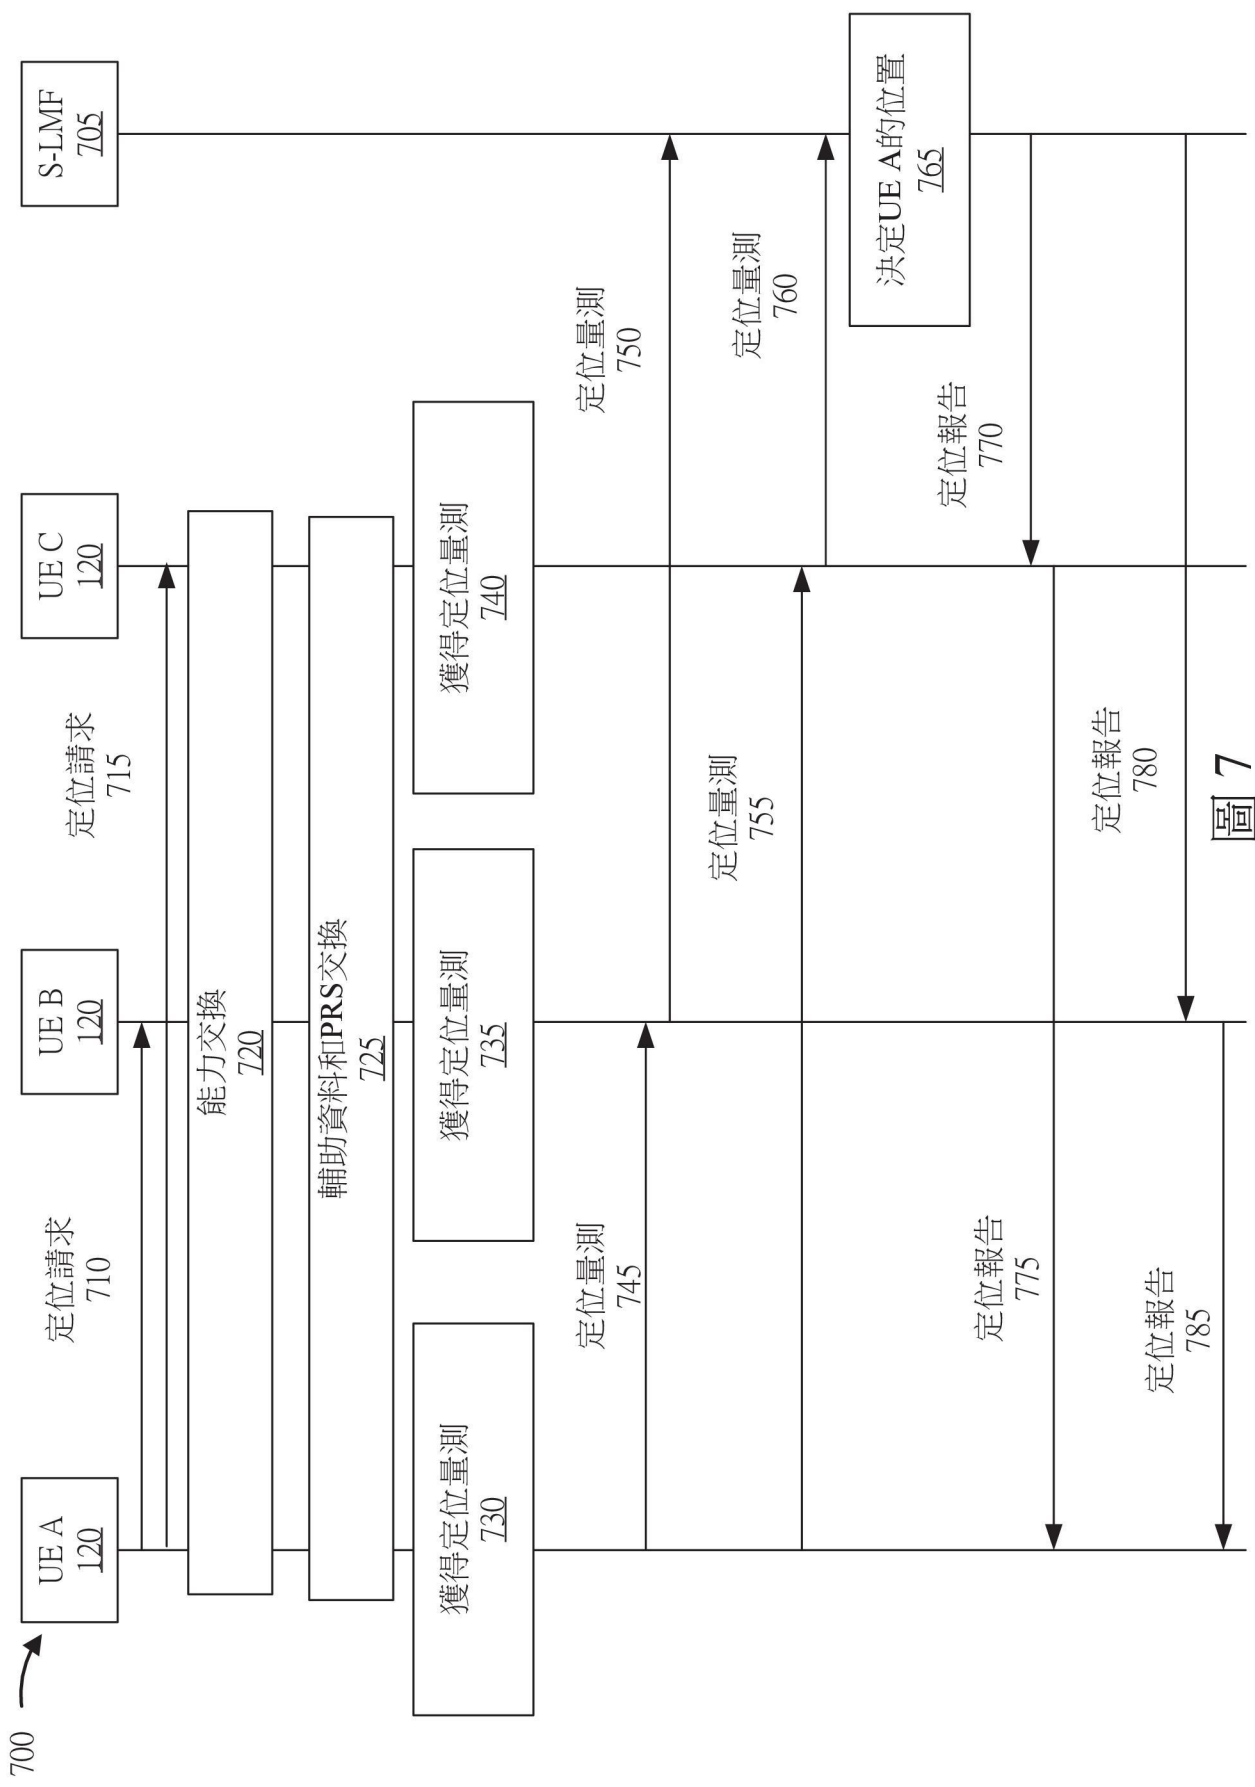 700
UE A
120
UE B
120
UE C
120
S-LMF
705
定位請求
710
定位請求
715
能力交換
720
輔助資料和PRS交換
725
獲得定位量測
730
獲得定位量測
735
獲得定位量測
740
定位量測
745
定位量測
750
定位量測
755
定位量測
760
決定UE A的位置
765
定位報告
770
定位報告
775
定位報告
780
定位報告
785
圖 7